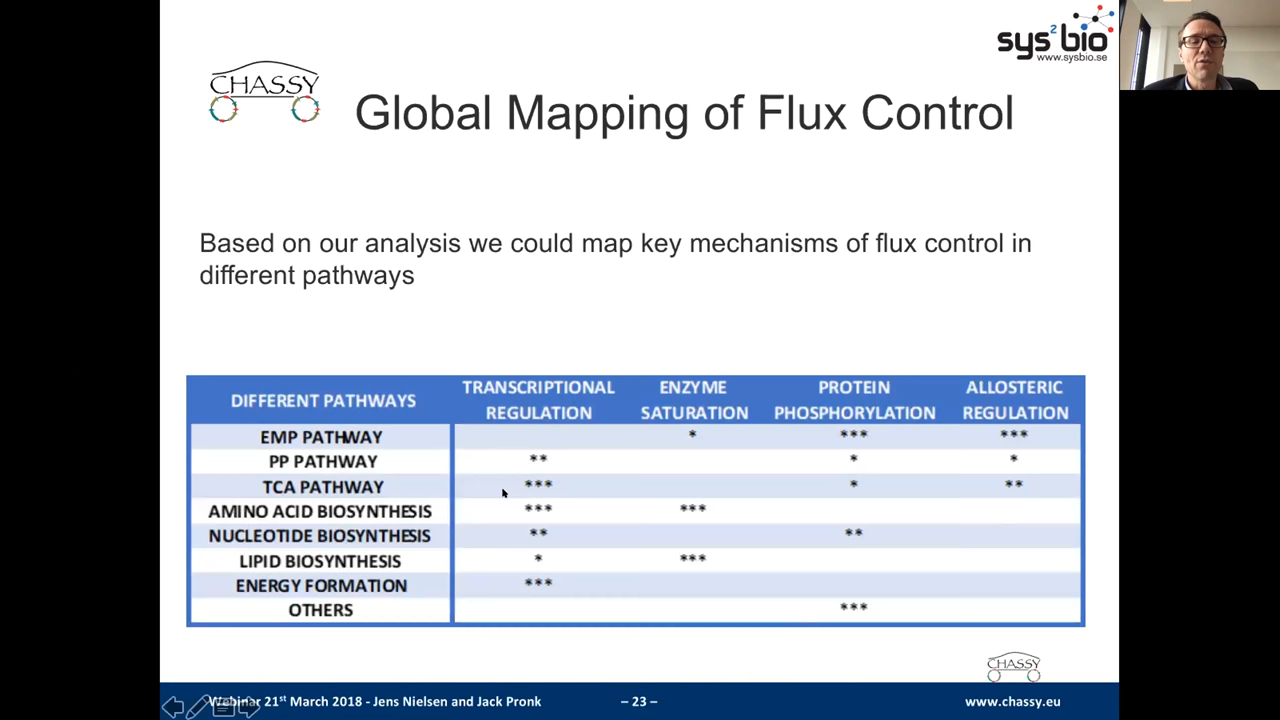 sys2bio
www.sysbio.se
CHASSY
Global Mapping of Flux Control
Based on our analysis we could map key mechanisms of flux control in
different pathways
DIFFERENT PATHWAYS TRANSCRIPTIONAL REGULATION ENZYME SATURATION PROTEIN PHOSPHORYLATION ALLOSTERIC REGULATION
EMP PATHWAY * *** ***
PP PATHWAY ** * *
TCA PATHWAY *** * **
AMINO ACID BIOSYNTHESIS *** ***
NUCLEOTIDE BIOSYNTHESIS ** **
LIPID BIOSYNTHESIS * ***
ENERGY FORMATION ***
OTHERS ***
CHASSY
Webinar 21st March 2018 - Jens Nielsen and Jack Pronk – 23 – www.chassy.eu